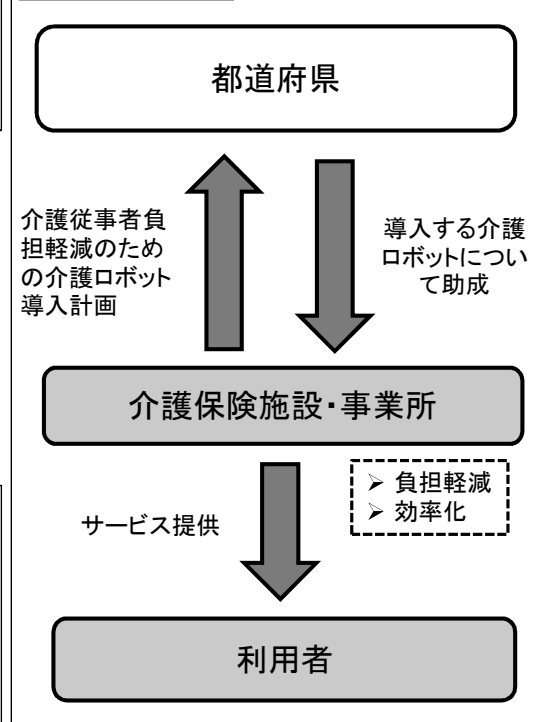 都道府県
介護従事者負
担軽減のため
の介護ロボット
導入計画
導入する介護
ロボットについ
て助成
介護保険施設・事業所
➢ 負担軽減
➢ 効率化
サービス提供
利用者